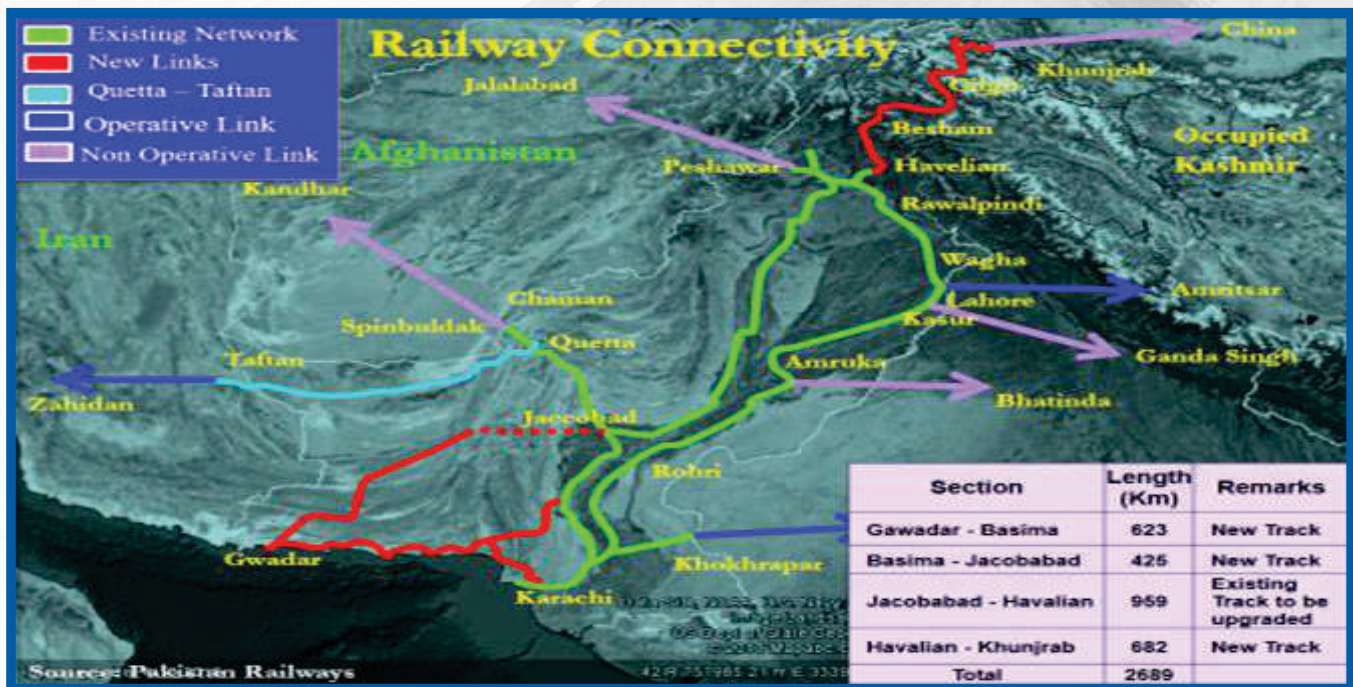 Existing Network
New Links
Quetta – Taftan
Operative Link
Non Operative Link
Railway Connectivity
China
Khunjrab
Jalalabad
Besham
Occupied
Kashmir
Afghanistan
Peshawar
Havelian
Kandhar
Rawalpindi
Iran
Wagha
Chaman
Lahore
Amritsar
Spinbuldak
Kasur
Quetta
Taftan
Amruka
Ganda Singh
Zahidan
Bhatinda
Jaccobad
Rohri
Gwadar
Khokhrapar
Karachi
Section Length (Km) Remarks
Gawadar - Basima 623 New Track
Basima - Jacobabad 425 New Track
Jacobabad - Havalian 959 Existing Track to be upgraded
Havalian - Khunjrab 682 New Track
Total 2689
Source: Pakistan Railways